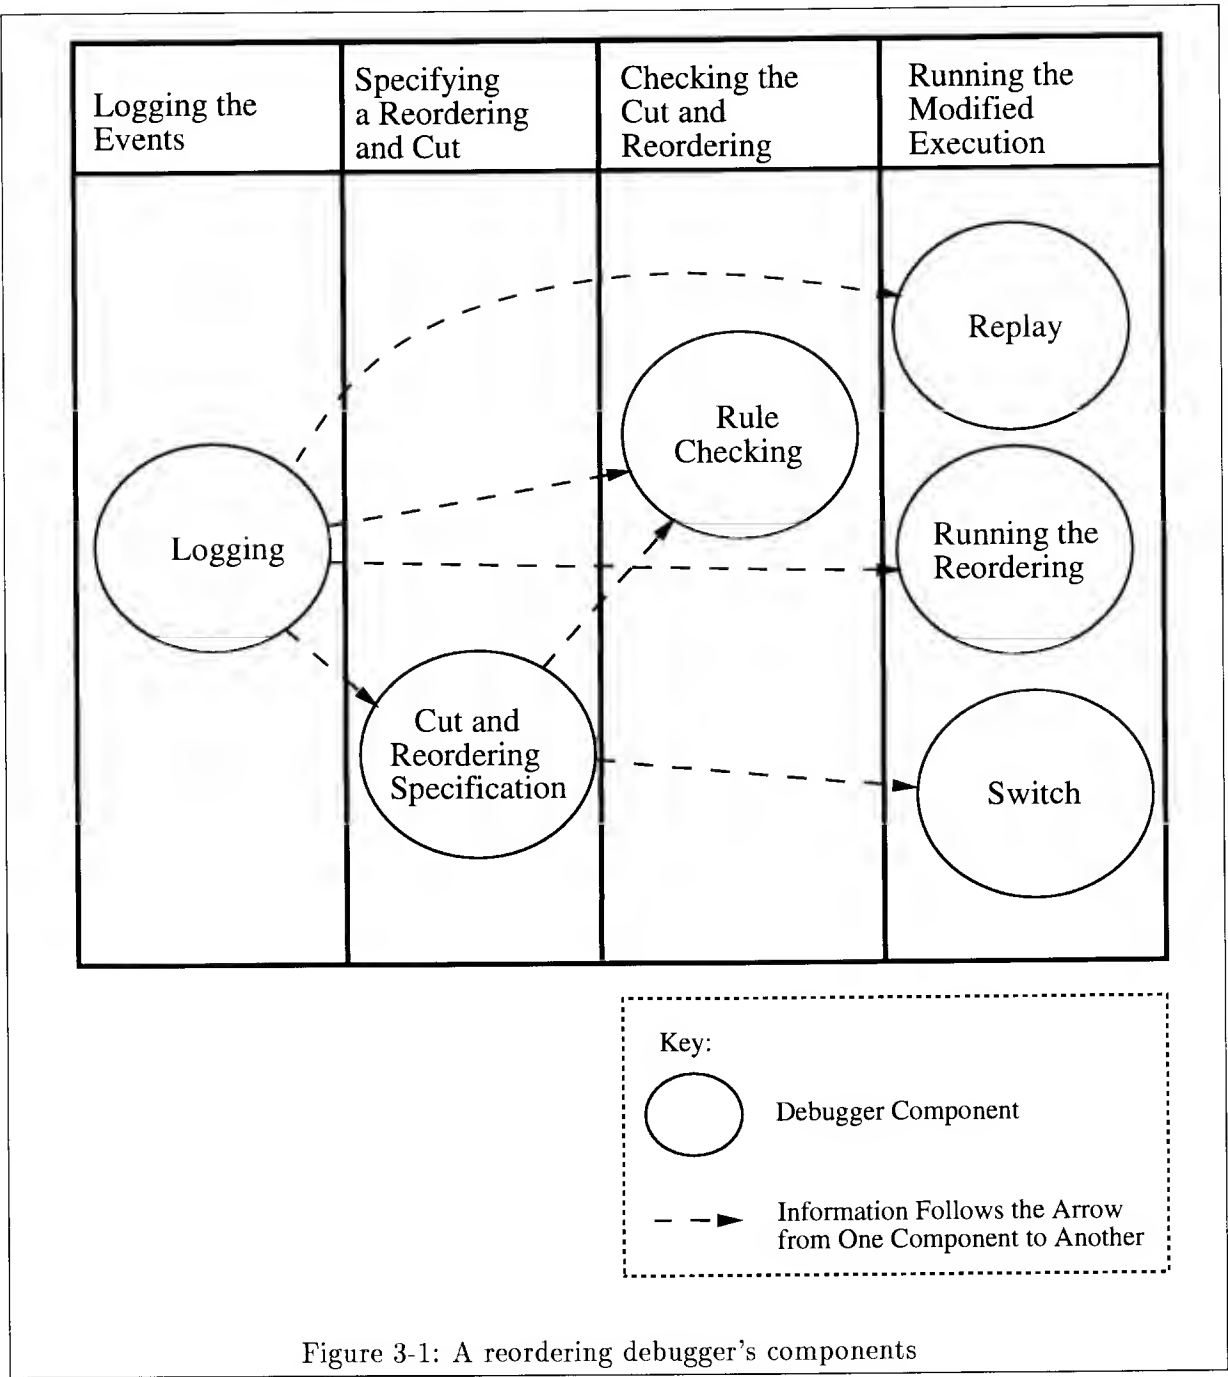 Logging the
Events
Specifying
a Reordering
and Cut
Checking the
Cut and
Reordering
Running the
Modified
Execution
Replay
Rule
Checking
Logging
Running the
Reordering
Cut and
Reordering
Specification
Switch
Key:
Debugger Component
Information Follows the Arrow
from One Component to Another
Figure 3-1: A reordering debugger's components